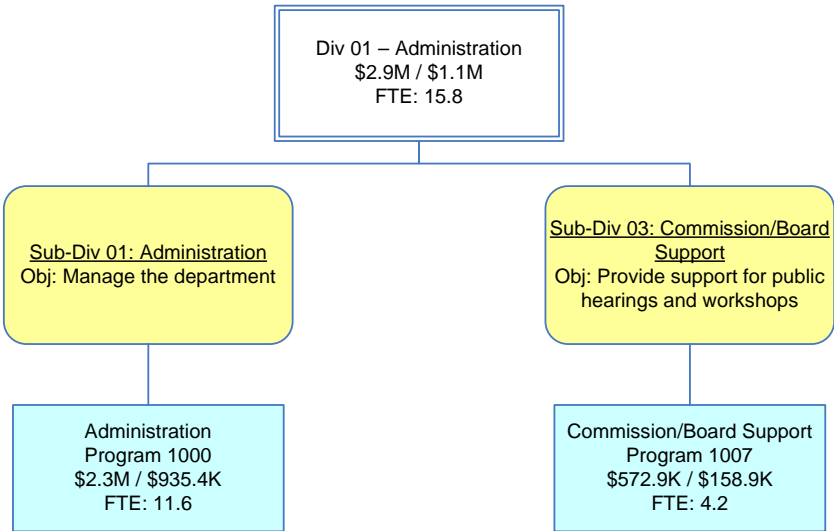 Div 01 – Administration
$2.9M / $1.1M
FTE: 15.8
Sub-Div 01: Administration
Obj: Manage the department
Sub-Div 03: Commission/Board
Support
Obj: Provide support for public
hearings and workshops
Administration
Program 1000
$2.3M / $935.4K
FTE: 11.6
Commission/Board Support
Program 1007
$572.9K / $158.9K
FTE: 4.2